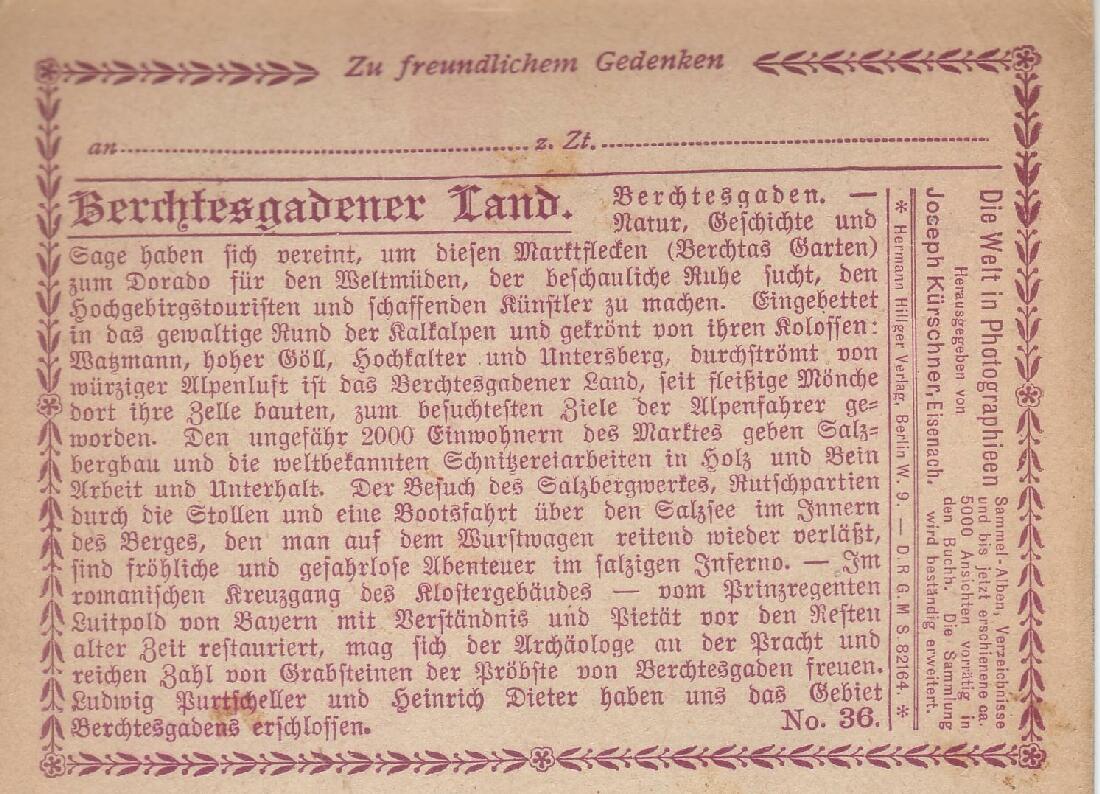 Zu freundlichem Gedenken
an z. Zt.
Berchtesgadener Land.
Berchtesgaden. —
Natur, Geschichte und
Sage haben sich vereint, um diesen Marktflecken (Berchtas Garten)
zum Dorado für den Weltmüden, der beschauliche Ruhe sucht, den
Hochgebirgstouristen und schaffenden Künstler zu machen. Eingebettet
in das gewaltige Rund der Kalkalpen und gekrönt von ihren Kolossen:
Watzmann, hoher Göll, Hochkalter und Untersberg, durchströmt von
würziger Alpenluft ist das Berchtesgadener Land, seit fleißige Mönche
dort ihre Zelle bauten, zum besuchtesten Ziele der Alpenfahrer ge-
worden. Den ungefähr 2000 Einwohnern des Marktes geben Salz-
bergbau und die weltbekannten Schnitzereiarbeiten in Holz und Bein
Arbeit und Unterhalt. Der Besuch des Salzbergwerkes, Rutschpartien
durch die Stollen und eine Bootsfahrt über den Salzsee im Innern
des Berges, den man auf dem Wurstwagen reitend wieder verläßt,
sind fröhliche und gefahrlose Abenteuer im salzigen Inferno. — Im
romanischen Kreuzgang des Klostergebäudes — vom Prinzregenten
Luitpold von Bayern mit Verständnis und Pietät vor den Resten
alter Zeit restauriert, mag sich der Archäologe an der Pracht und
reichen Zahl von Grabsteinen der Pröbste von Berchtesgaden freuen.
Ludwig Purtscheller und Heinrich Dieter haben uns das Gebiet
Berchtesgadens erschlossen.
No. 36.
Die Welt in Photographieen
Herausgegeben von
Joseph Kürschner, Eisenach.
Sammel-Alben, Verzeichnisse
und bis jetzt erschienene ca.
5000 Ansichten vorrätig in
den Buchh. Die Sammlung
wird beständig erweitert.
* Hermann Hillger Verlag, Berlin W. 9. — D. R. G. M. S. 82164. *